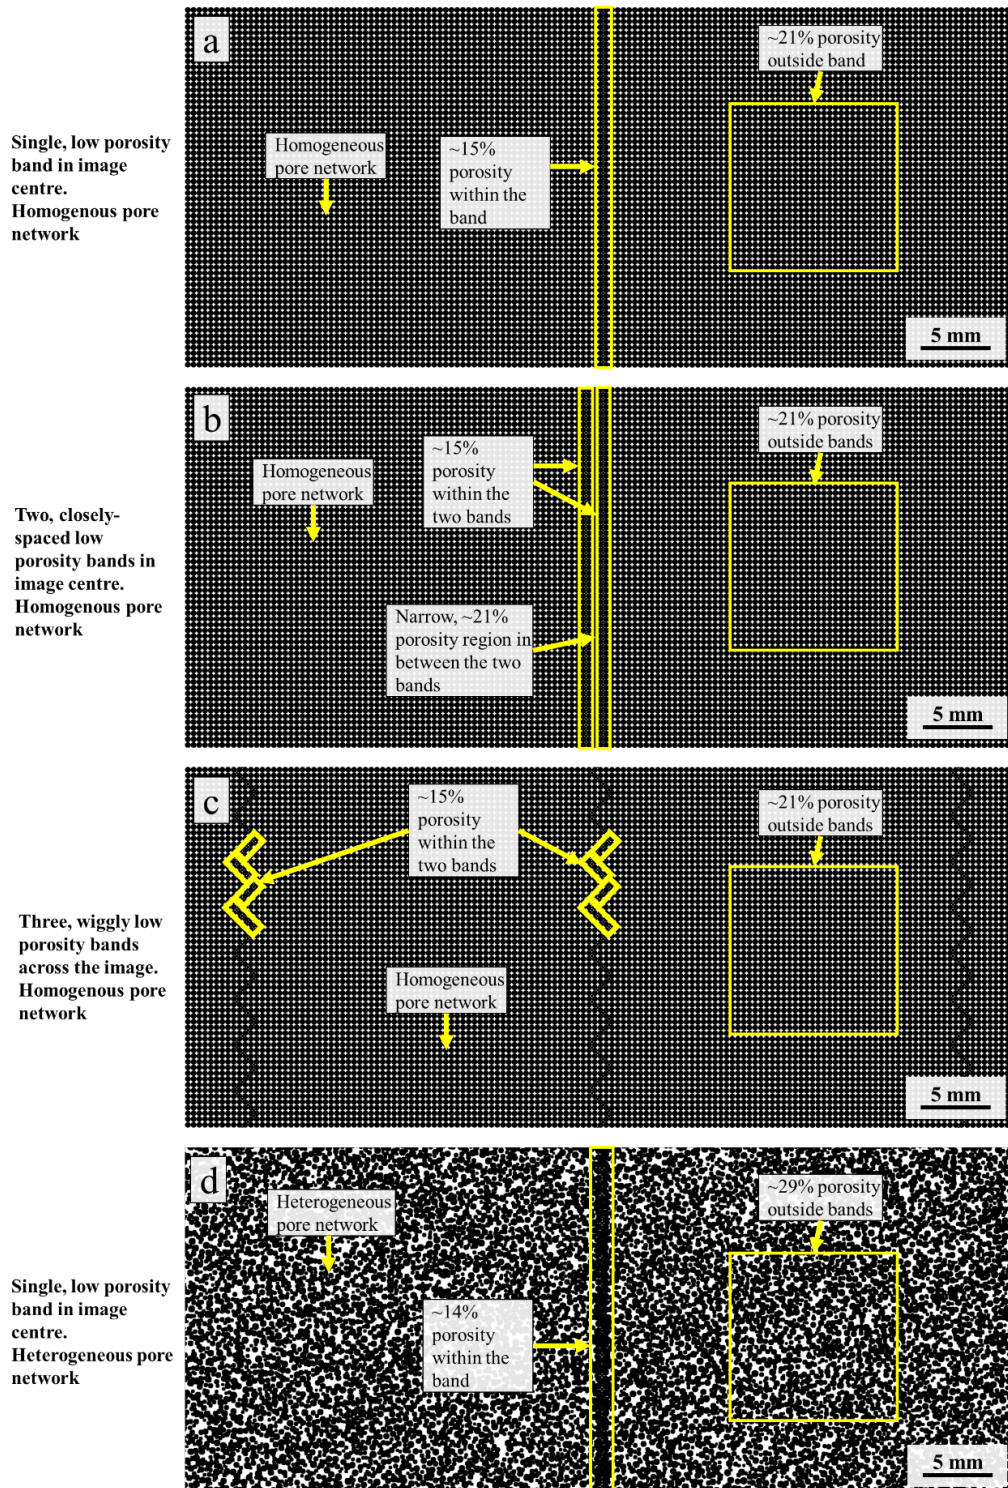 Single, low porosity
band in image
centre.
Homogenous pore
network
a
Homogeneous
pore network
~15%
porosity
within the
band
~21% porosity
outside band
5 mm
Two, closely-
spaced low
porosity bands in
image centre.
Homogenous pore
network
b
Homogeneous
pore network
~15%
porosity
within the
two bands
Narrow, ~21%
porosity region in
between the two
bands
~21% porosity
outside bands
5 mm
Three, wiggly low
porosity bands
across the image.
Homogenous pore
network
c
~15%
porosity
within the
two bands
Homogeneous
pore network
~21% porosity
outside bands
5 mm
Single, low porosity
band in image
centre.
Heterogeneous pore
network
d
Heterogeneous
pore network
~14%
porosity
within the
band
~29% porosity
outside bands
5 mm